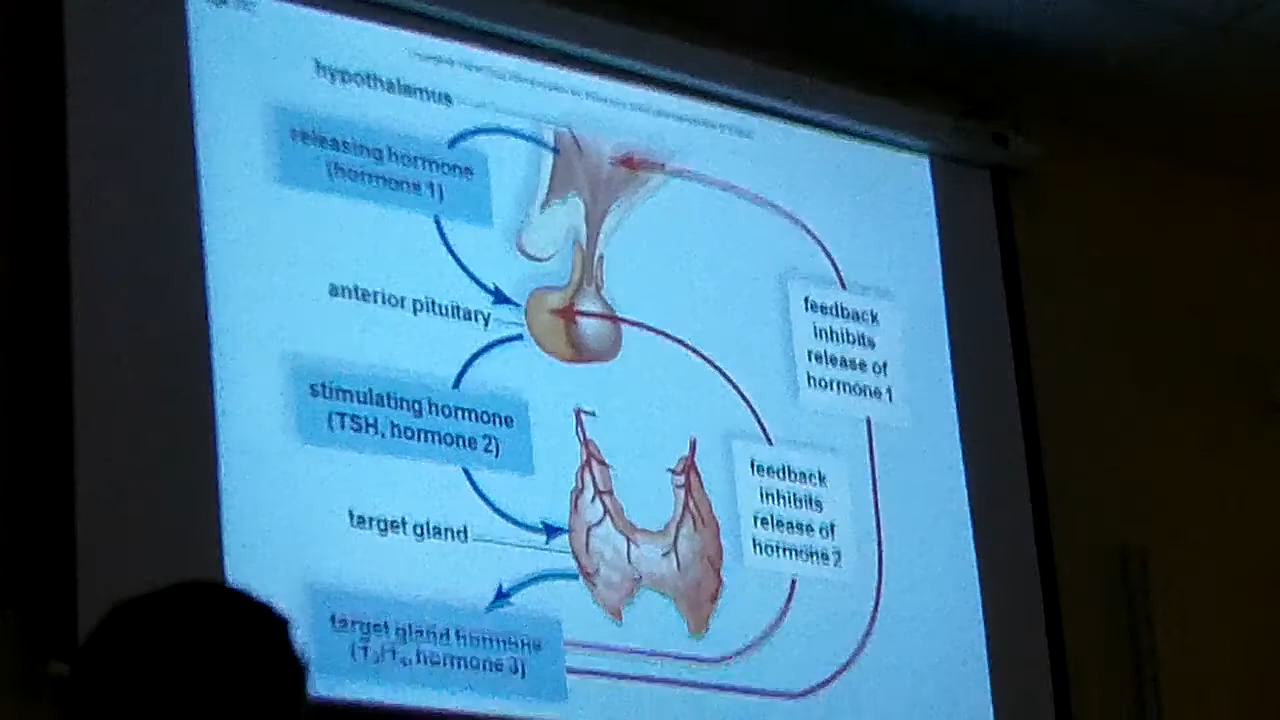 hypothalamus
releasing hormone
(hormone 1)
anterior pituitary
feedback
inhibits
release of
hormone 1
stimulating hormone
(TSH, hormone 2)
feedback
inhibits
release of
hormone 2
target gland
target gland hormone
(T₃/T₄, hormone 3)